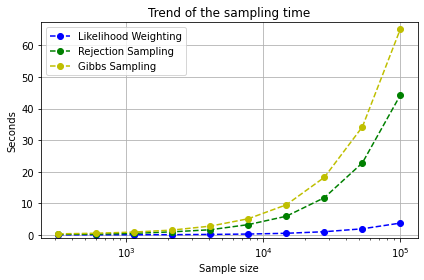 Trend of the sampling time
Likelihood Weighting
Rejection Sampling
Gibbs Sampling
60
50
40
30
20
10
0
Seconds
10³
10⁴
10⁵
Sample size